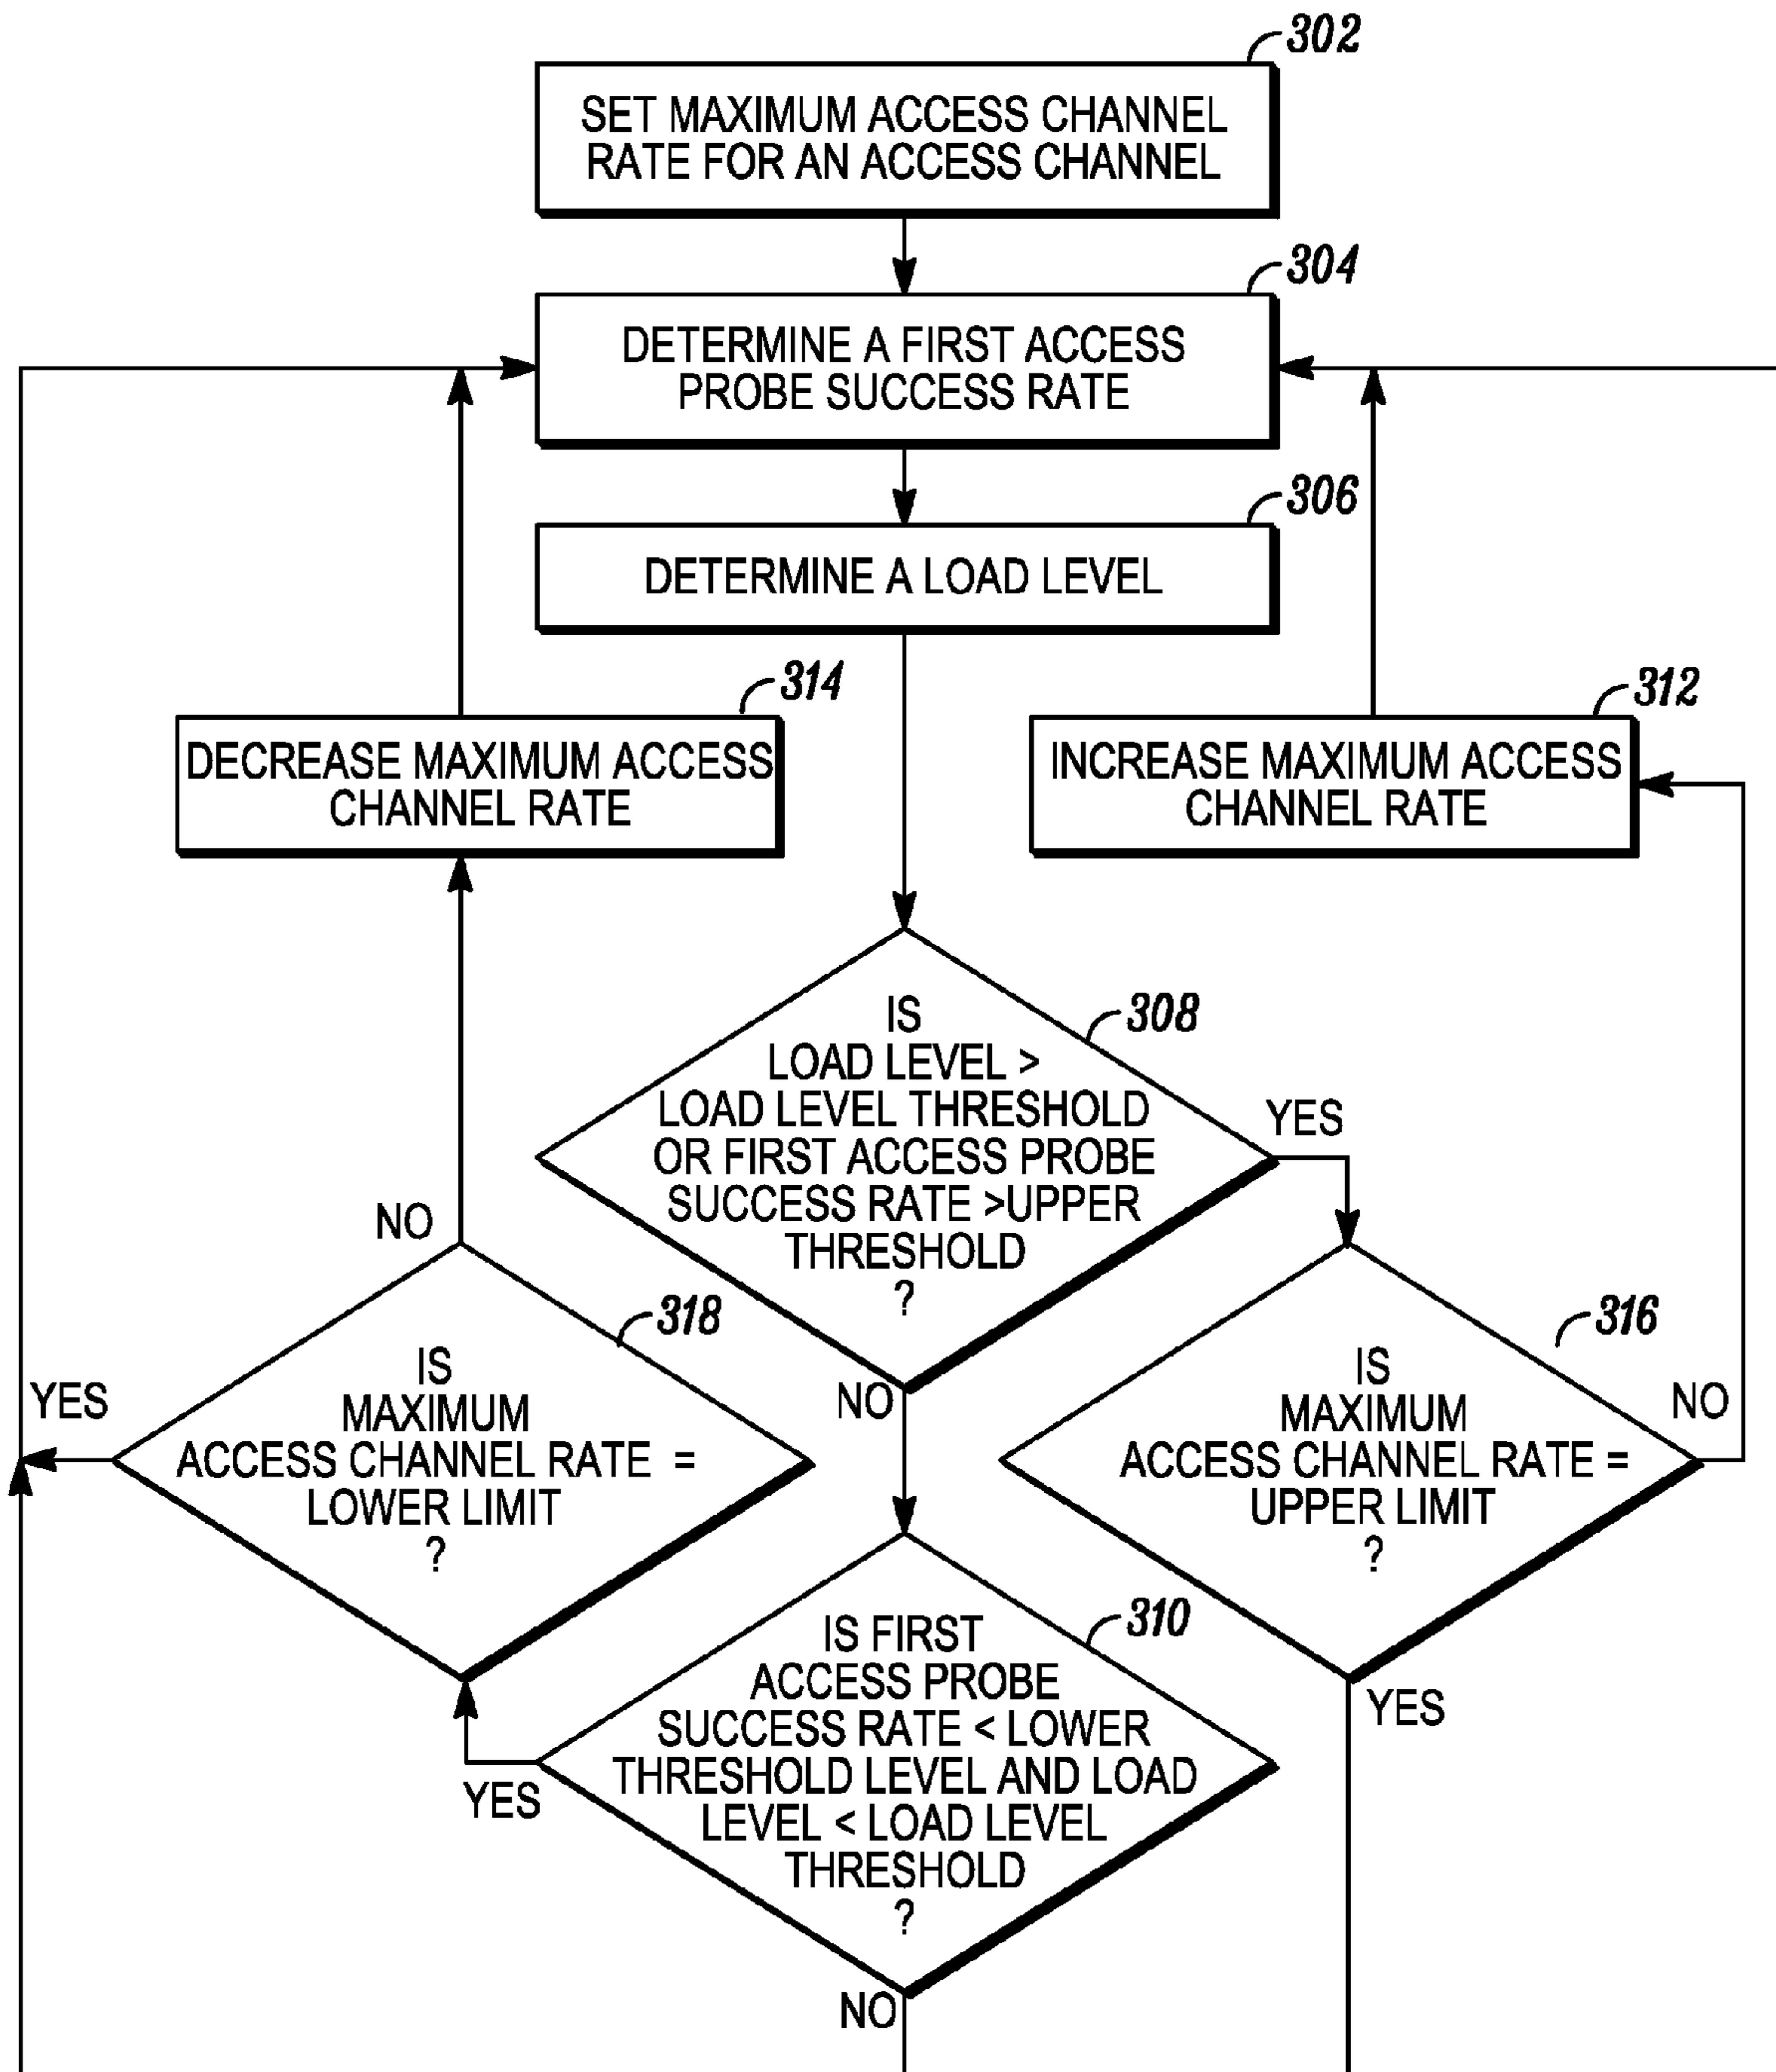 302
SET MAXIMUM ACCESS CHANNEL
RATE FOR AN ACCESS CHANNEL
304
DETERMINE A FIRST ACCESS
PROBE SUCCESS RATE
306
DETERMINE A LOAD LEVEL
314
DECREASE MAXIMUM ACCESS
CHANNEL RATE
312
INCREASE MAXIMUM ACCESS
CHANNEL RATE
308
IS
LOAD LEVEL >
LOAD LEVEL THRESHOLD
OR FIRST ACCESS PROBE
SUCCESS RATE >UPPER
THRESHOLD
?
YES
NO
NO
318
IS
MAXIMUM
ACCESS CHANNEL RATE =
LOWER LIMIT
?
YES
316
IS
MAXIMUM
ACCESS CHANNEL RATE =
UPPER LIMIT
?
NO
YES
310
IS FIRST
ACCESS PROBE
SUCCESS RATE < LOWER
THRESHOLD LEVEL AND LOAD
LEVEL < LOAD LEVEL
THRESHOLD
?
YES
NO